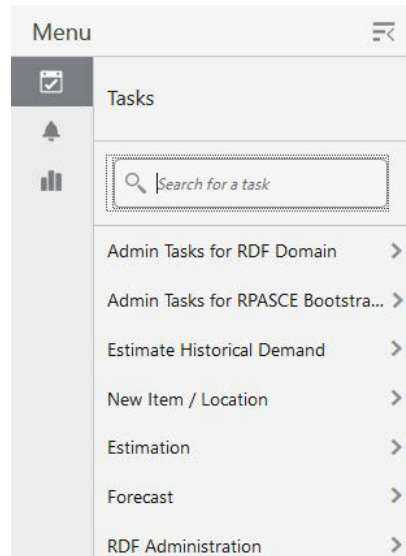 Menu
Tasks
Search for a task
Admin Tasks for RDF Domain
Admin Tasks for RPASCE Bootstra...
Estimate Historical Demand
New Item / Location
Estimation
Forecast
RDF Administration